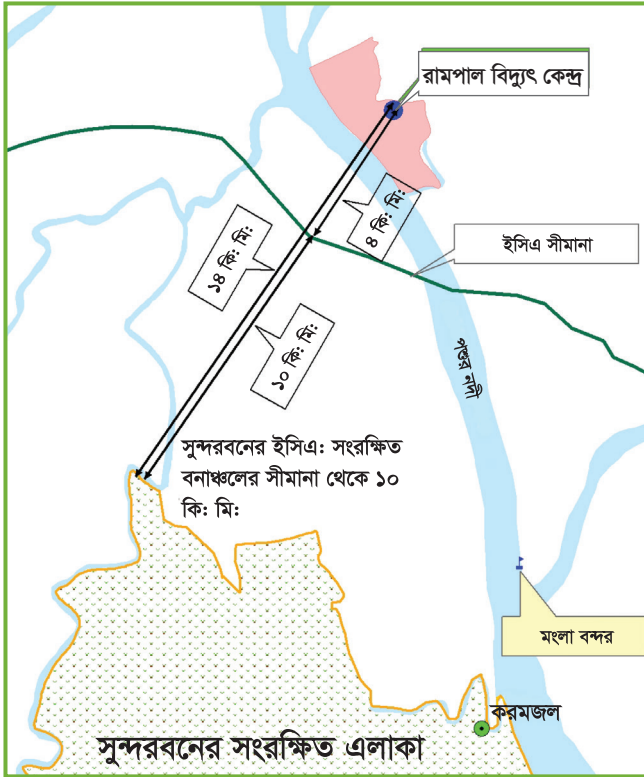 রামপাল বিদ্যুৎ কেন্দ্র
৪ কি: মি:
ইসিএ সীমানা
১৪ কি: মি:
১০ কি: মি:
পশুর নদী
সুন্দরবনের ইসিএ: সংরক্ষিত
বনাঞ্চলের সীমানা থেকে ১০
কি: মি:
মংলা বন্দর
করমজল
সুন্দরবনের সংরক্ষিত এলাকা